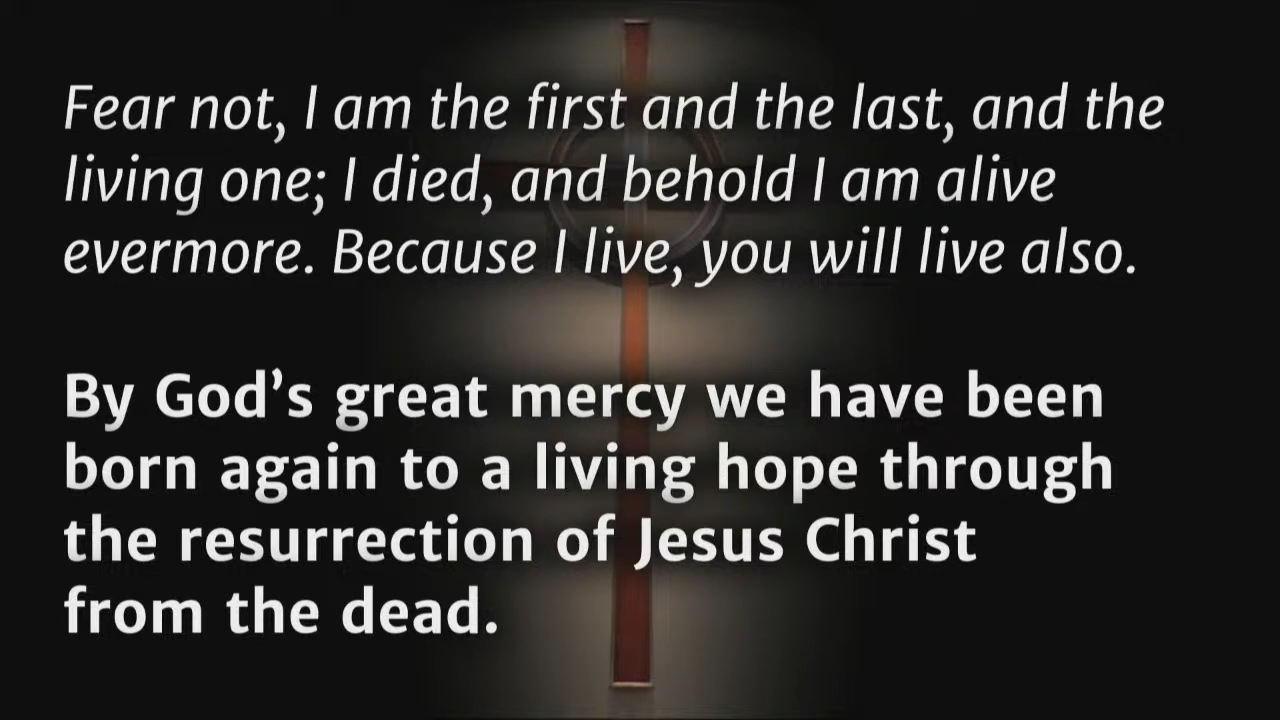 Fear not, I am the first and the last, and the
living one; I died, and behold I am alive
evermore. Because I live, you will live also.
By God’s great mercy we have been
born again to a living hope through
the resurrection of Jesus Christ
from the dead.